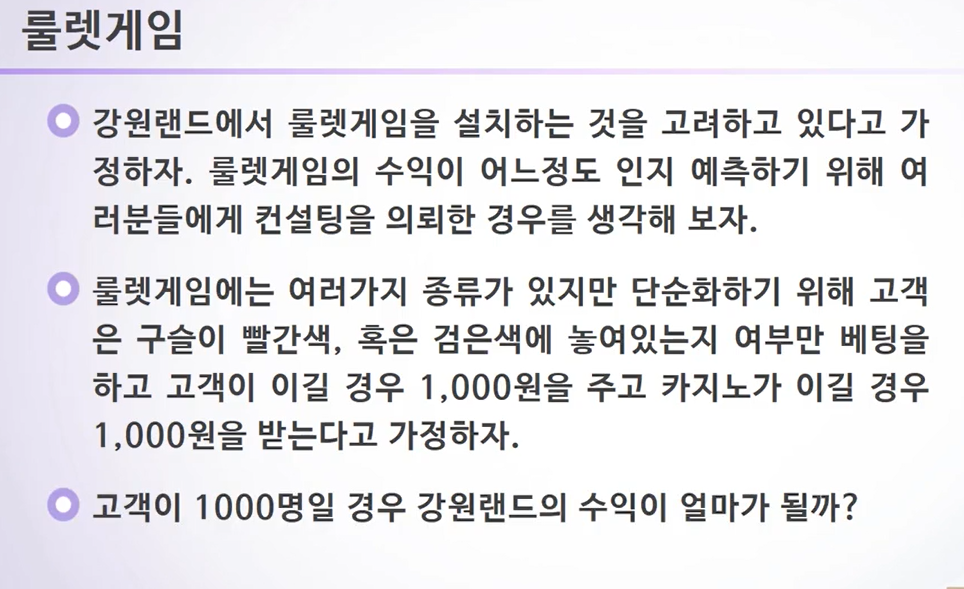 룰렛게임
강원랜드에서 룰렛게임을 설치하는 것을 고려하고 있다고 가
정하자. 룰렛게임의 수익이 어느정도 인지 예측하기 위해 여
러분들에게 컨설팅을 의뢰한 경우를 생각해 보자.
룰렛게임에는 여러가지 종류가 있지만 단순화하기 위해 고객
은 구슬이 빨간색, 혹은 검은색에 놓여있는지 여부만 베팅을
하고 고객이 이길 경우 1,000원을 주고 카지노가 이길 경우
1,000원을 받는다고 가정하자.
고객이 1000명일 경우 강원랜드의 수익이 얼마가 될까?